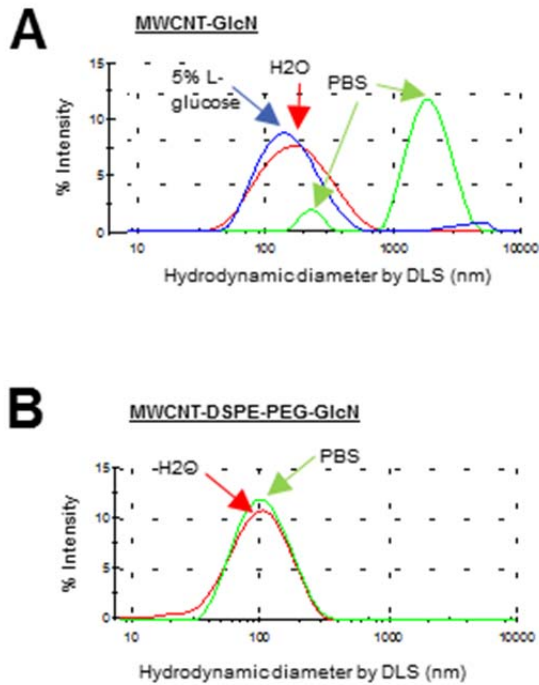 A
MWCNT-GlcN
15
10
5
0
% Intensity
5% L-
glucose
H2O
PBS
10
100
1000
10000
Hydrodynamic diameter by DLS (nm)
B
MWCNT-DSPE-PEG-GlcN
15
10
5
0
% Intensity
H2O
PBS
10
100
1000
10000
Hydrodynamic diameter by DLS (nm)